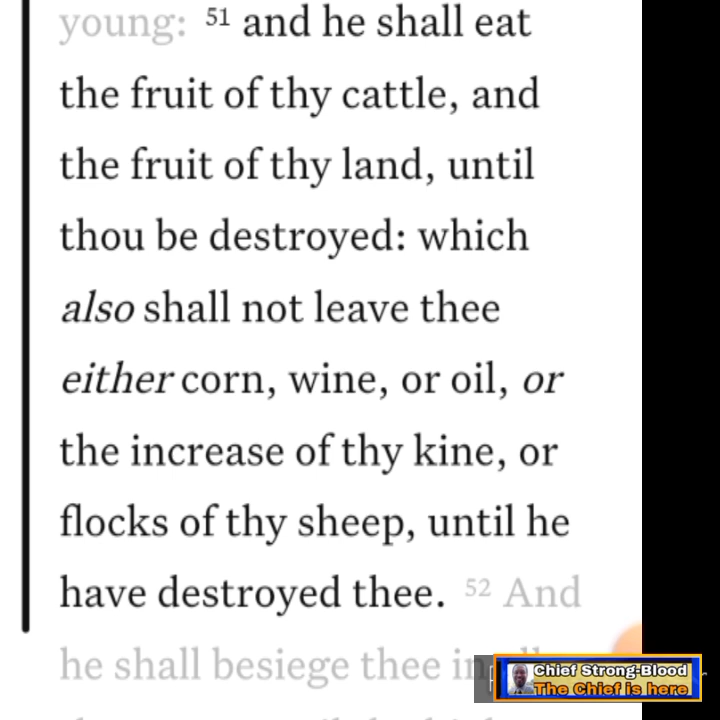 young: 51 and he shall eat
the fruit of thy cattle, and
the fruit of thy land, until
thou be destroyed: which
also shall not leave thee
either corn, wine, or oil, or
the increase of thy kine, or
flocks of thy sheep, until he
have destroyed thee. 52 And
he shall besiege thee in
Chief Strong-Blood
The Chief is here